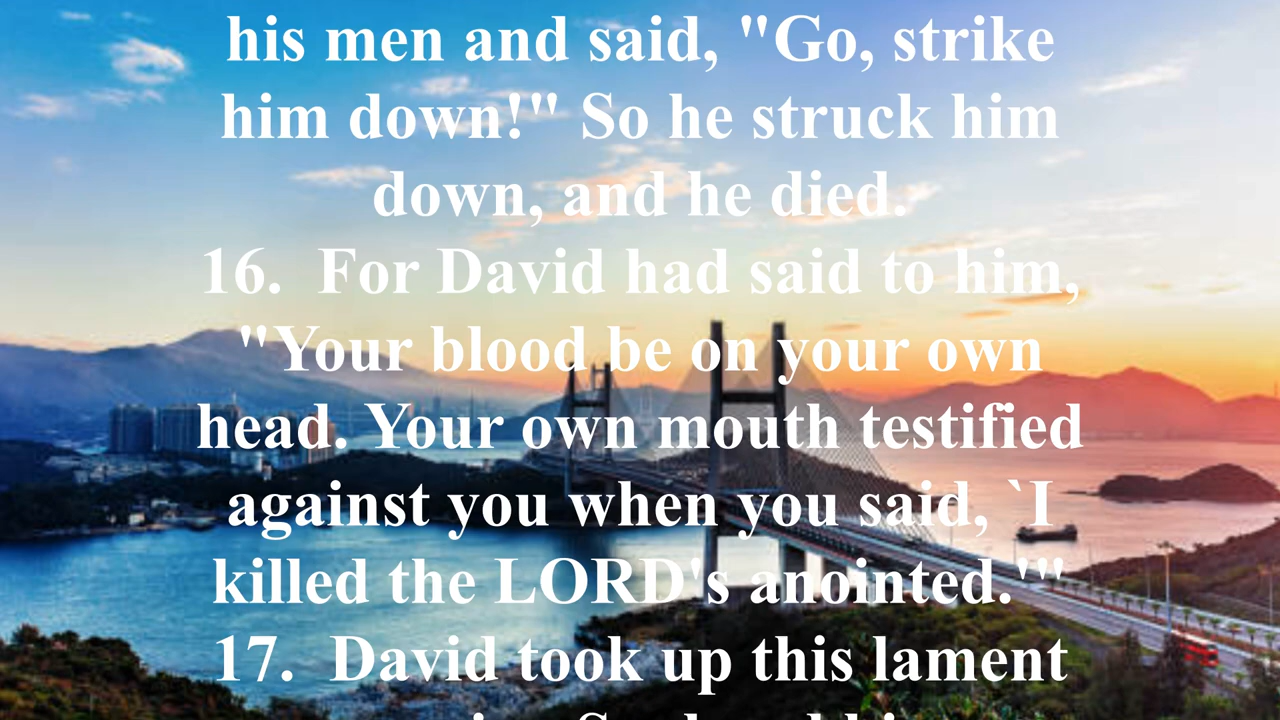 his men and said, "Go, strike
him down!" So he struck him
down, and he died.
16.  For David had said to him,
"Your blood be on your own
head. Your own mouth testified
against you when you said, `I
killed the LORD's anointed.'"
17.  David took up this lament